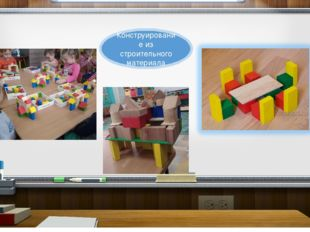 Конструировани
е из
строительного
материала